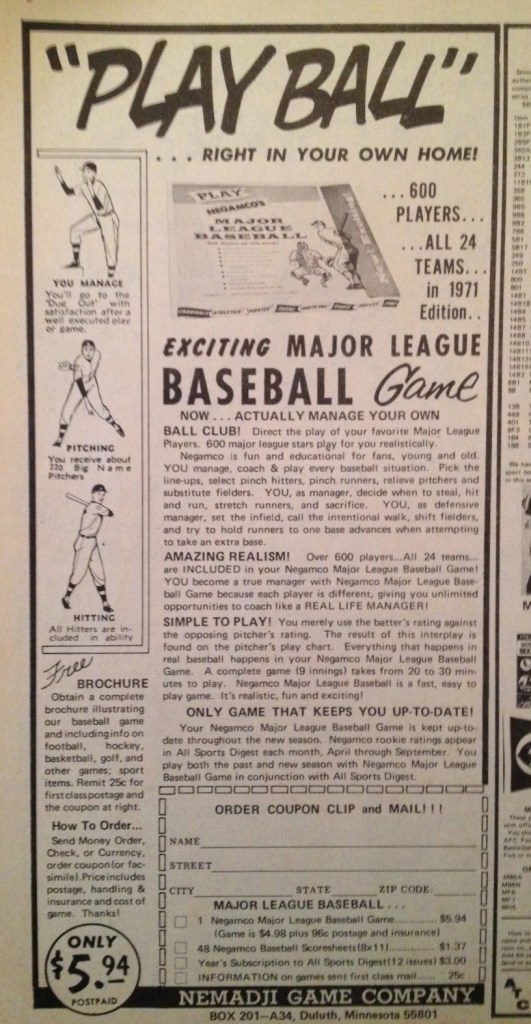 "PLAY BALL"
... RIGHT IN YOUR OWN HOME!
YOU MANAGE
You'll go to the
"Dug Out" with
satisfaction after a
well executed play
or game.
PITCHING
You receive about
220 Big Name
Pitchers
HITTING
All Hitters are in-
cluded in ability
PLAY
NEGAMCO'S
MAJOR
LEAGUE
BASEBALL
...600
PLAYERS...
...ALL 24
TEAMS...
in 1971
Edition..
EXCITING MAJOR LEAGUE
BASEBALL Game
NOW...ACTUALLY MANAGE YOUR OWN
BALL CLUB! Direct the play of your favorite Major League
Players. 600 major league stars play for you realistically.
Negamco is fun and educational for fans, young and old.
YOU manage, coach & play every baseball situation. Pick the
line-ups, select pinch hitters, pinch runners, relieve pitchers and
substitute fielders. YOU, as manager, decide when to steal, hit
and run, stretch runners, and sacrifice. YOU, as defensive
manager, set the infield, call the intentional walk, shift fielders,
and try to hold runners to one base advances when attempting
to take an extra base.
AMAZING REALISM! Over 600 players...All 24 teams...
are INCLUDED in your Negamco Major League Baseball Game!
YOU become a true manager with Negamco Major League Base-
ball Game because each player is different, giving you unlimited
opportunities to coach like a REAL LIFE MANAGER!
SIMPLE TO PLAY! You merely use the batter's rating against
the opposing pitcher's rating. The result of this interplay is
found on the pitcher's play chart. Everything that happens in
real baseball happens in your Negamco Major League Baseball
Game. A complete game (9 innings) takes from 20 to 30 min-
utes to play. Negamco Major League Baseball is a fast, easy to
play game. It's realistic, fun and exciting!
ONLY GAME THAT KEEPS YOU UP-TO-DATE!
Your Negamco Major League Baseball Game is kept up-to-
date throughout the new season. Negamco rookie ratings appear
in All Sports Digest each month, April through September. You
play both the past and new season with Negamco Major League
Baseball Game in conjunction with All Sports Digest.
Free
BROCHURE
Obtain a complete
brochure illustrating
our baseball game
and including info on
football, hockey,
basketball, golf, and
other games; sport
items. Remit 25c for
first class postage and
the coupon at right.
How To Order...
Send Money Order,
Check, or Currency,
order coupon (or fac-
simile). Price includes
postage, handling &
insurance and cost of
game. Thanks!
ONLY
$5.94
POSTPAID
ORDER COUPON CLIP and MAIL!!!
NAME
STREET
CITY STATE ZIP CODE:
MAJOR LEAGUE BASEBALL...
1 Negamco Major League Baseball Game......... $5.94
(Game is $4.98 plus 96c postage and insurance)
48 Negamco Baseball Scoresheets (8x11)........... $1.37
Year's Subscription to All Sports Digest (12 issues) $3.00
INFORMATION on games sent first class mail...... 25c
NEMADJI GAME COMPANY
BOX 201-A34, Duluth, Minnesota 55801